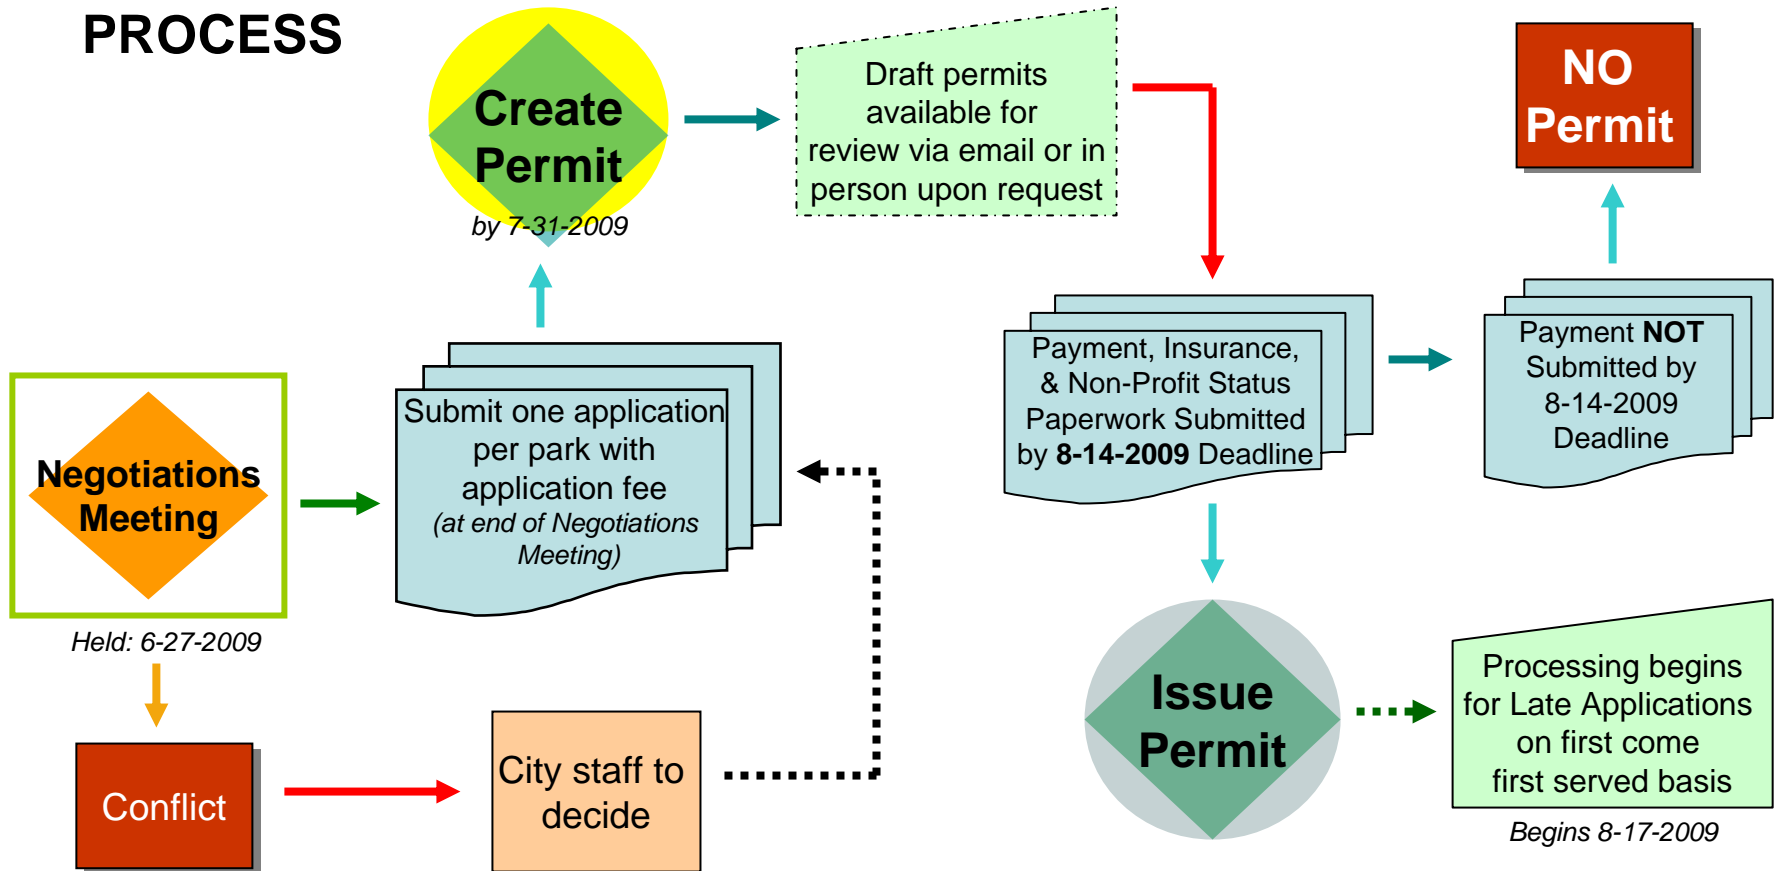 PROCESS
Create
Permit
by 7-31-2009
Draft permits
available for
review via email or in
person upon request
NO
Permit
Negotiations
Meeting
Held: 6-27-2009
Submit one application
per park with
application fee
(at end of Negotiations
Meeting)
Payment, Insurance,
& Non-Profit Status
Paperwork Submitted
by 8-14-2009 Deadline
Payment NOT
Submitted by
8-14-2009
Deadline
Conflict
City staff to
decide
Issue
Permit
Processing begins
for Late Applications
on first come
first served basis
Begins 8-17-2009